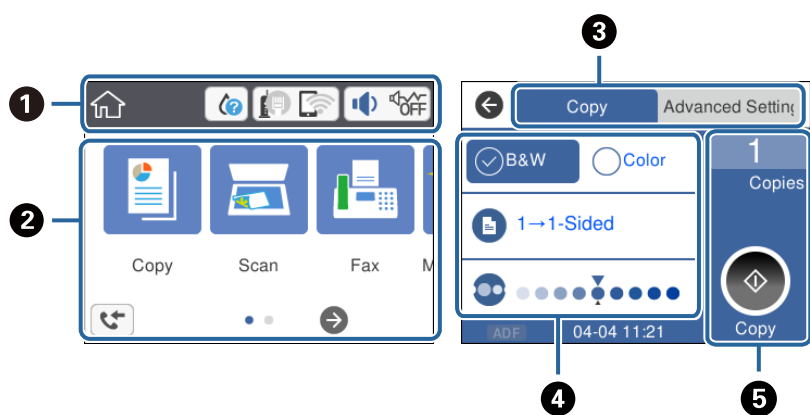 3
1
OFF
Copy
Advanced Setting
2
Copy
Scan
Fax
M
B&W
Color
1→1-Sided
1
Copies
ADF
04-04 11:21
Copy
4
5